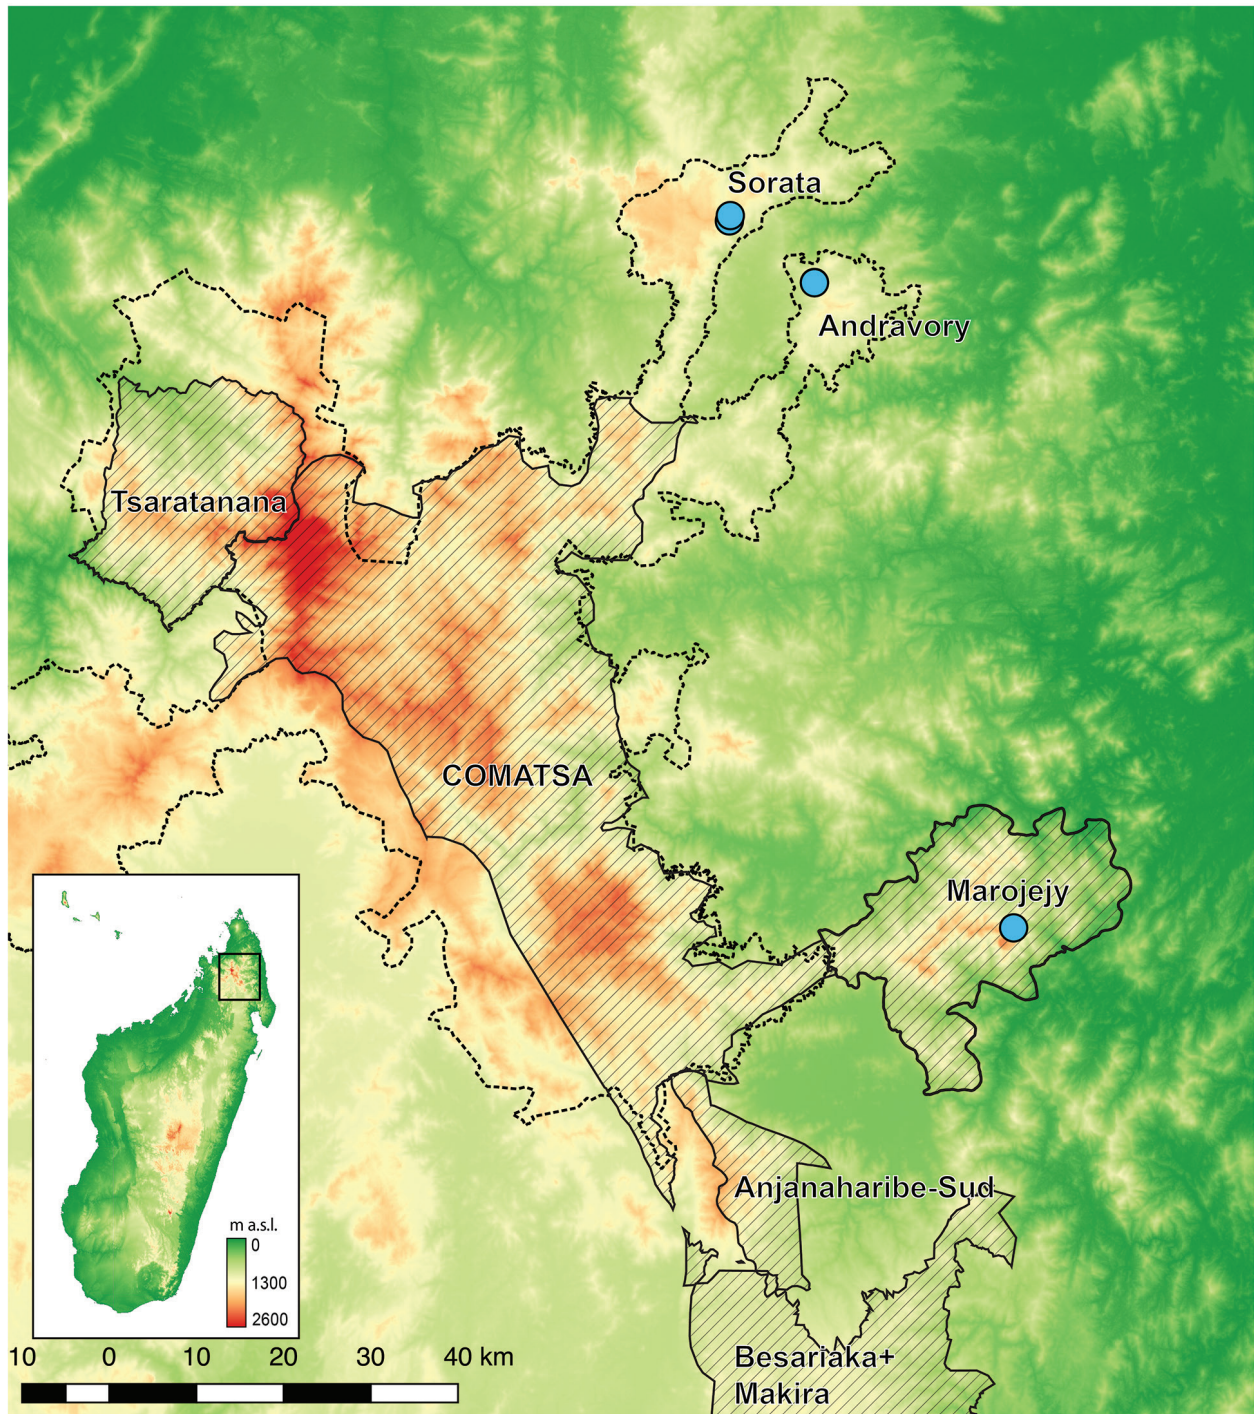 Sorata
Andravory
Tsaratanana
COMATSA
Marojejy
Anjanaharibe-Sud
Besariaka+
Makira
m a.s.l.
0
1300
2600
10 0 10 20 30 40 km